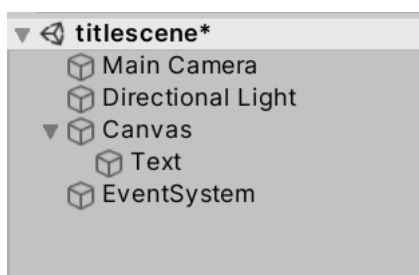 titlescene*
Main Camera
Directional Light
Canvas
Text
EventSystem